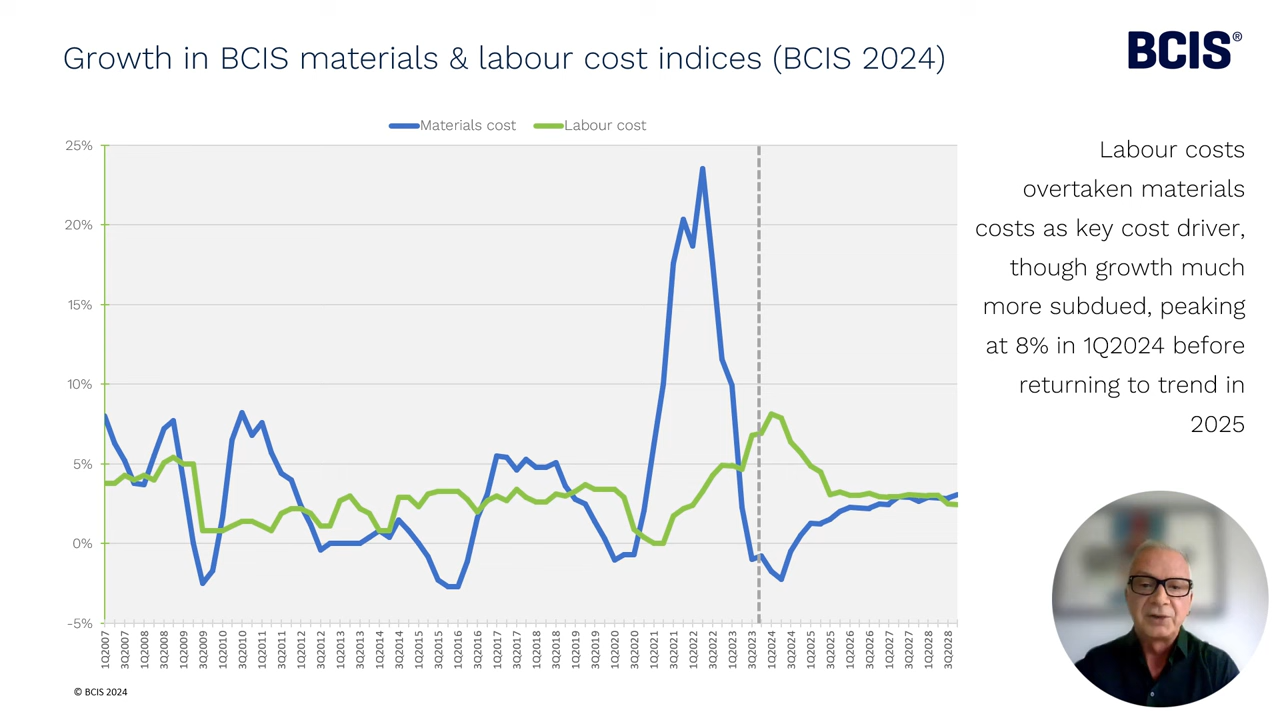 Growth in BCIS materials & labour cost indices (BCIS 2024)
BCIS®
Materials cost
Labour cost
25%
20%
15%
10%
5%
0%
-5%
1Q2007
3Q2007
1Q2008
3Q2008
1Q2009
3Q2009
1Q2010
3Q2010
1Q2011
3Q2011
1Q2012
3Q2012
1Q2013
3Q2013
1Q2014
3Q2014
1Q2015
3Q2015
1Q2016
3Q2016
1Q2017
3Q2017
1Q2018
3Q2018
1Q2019
3Q2019
1Q2020
3Q2020
1Q2021
3Q2021
1Q2022
3Q2022
1Q2023
3Q2023
1Q2024
3Q2024
1Q2025
3Q2025
1Q2026
3Q2026
1Q2027
3Q2027
1Q2028
3Q2028
Labour costs
overtaken materials
costs as key cost driver,
though growth much
more subdued, peaking
at 8% in 1Q2024 before
returning to trend in
2025
© BCIS 2024